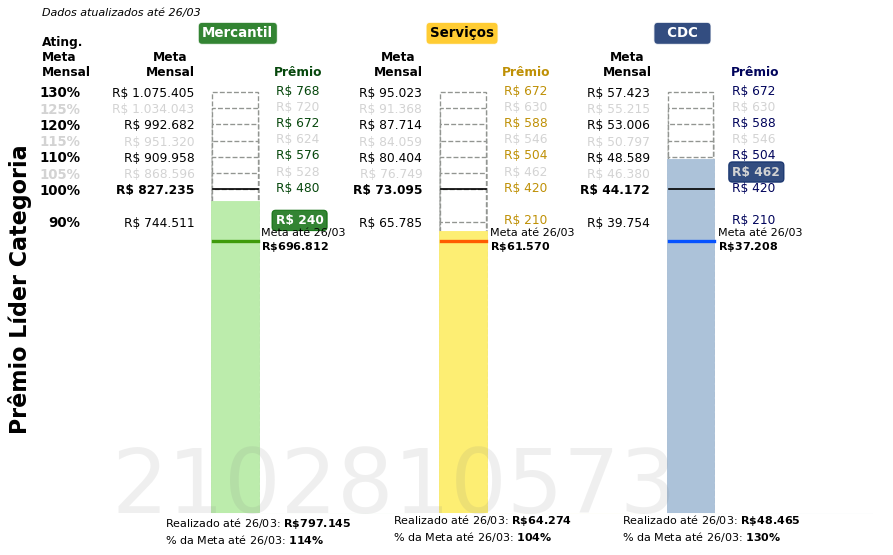 Dados atualizados até 26/03
Mercantil Serviços CDC
Ating. Meta Mensal
Meta Mensal Prêmio Meta Mensal Prêmio Meta Mensal Prêmio
130% R$ 1.075.405 R$ 768 R$ 95.023 R$ 672 R$ 57.423 R$ 672
125% R$ 1.034.043 R$ 720 R$ 91.368 R$ 630 R$ 55.215 R$ 630
120% R$ 992.682 R$ 672 R$ 87.714 R$ 588 R$ 53.006 R$ 588
115% R$ 951.320 R$ 624 R$ 84.059 R$ 546 R$ 50.797 R$ 546
110% R$ 909.958 R$ 576 R$ 80.404 R$ 504 R$ 48.589 R$ 504
105% R$ 868.596 R$ 528 R$ 76.749 R$ 462 R$ 46.380 R$ 462
100% R$ 827.235 R$ 480 R$ 73.095 R$ 420 R$ 44.172 R$ 420
90% R$ 744.511 R$ 240 R$ 65.785 R$ 210 R$ 39.754 R$ 210
Meta até 26/03 Meta até 26/03 Meta até 26/03
R$696.812 R$61.570 R$37.208
Prêmio Líder Categoria
2102810573
Realizado até 26/03: R$797.145 Realizado até 26/03: R$64.274 Realizado até 26/03: R$48.465
% da Meta até 26/03: 114% % da Meta até 26/03: 104% % da Meta até 26/03: 130%